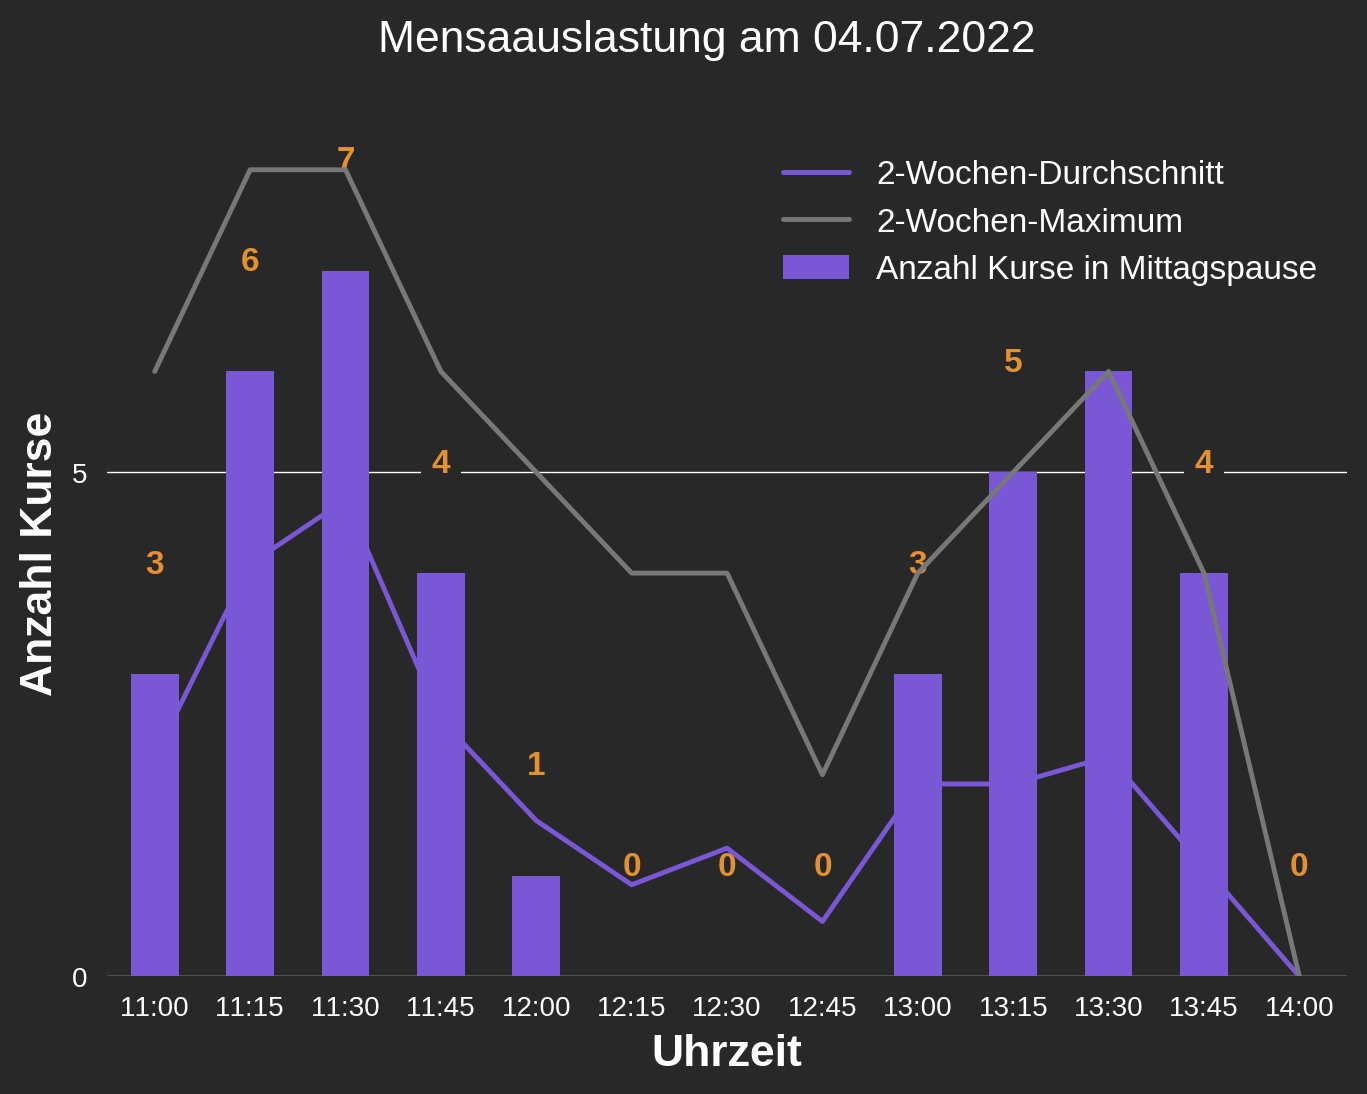 Mensaauslastung am 04.07.2022
2-Wochen-Durchschnitt
2-Wochen-Maximum
Anzahl Kurse in Mittagspause
Anzahl Kurse
5
0
3
6
7
4
1
0
0
0
3
5
4
0
11:00 11:15 11:30 11:45 12:00 12:15 12:30 12:45 13:00 13:15 13:30 13:45 14:00
Uhrzeit